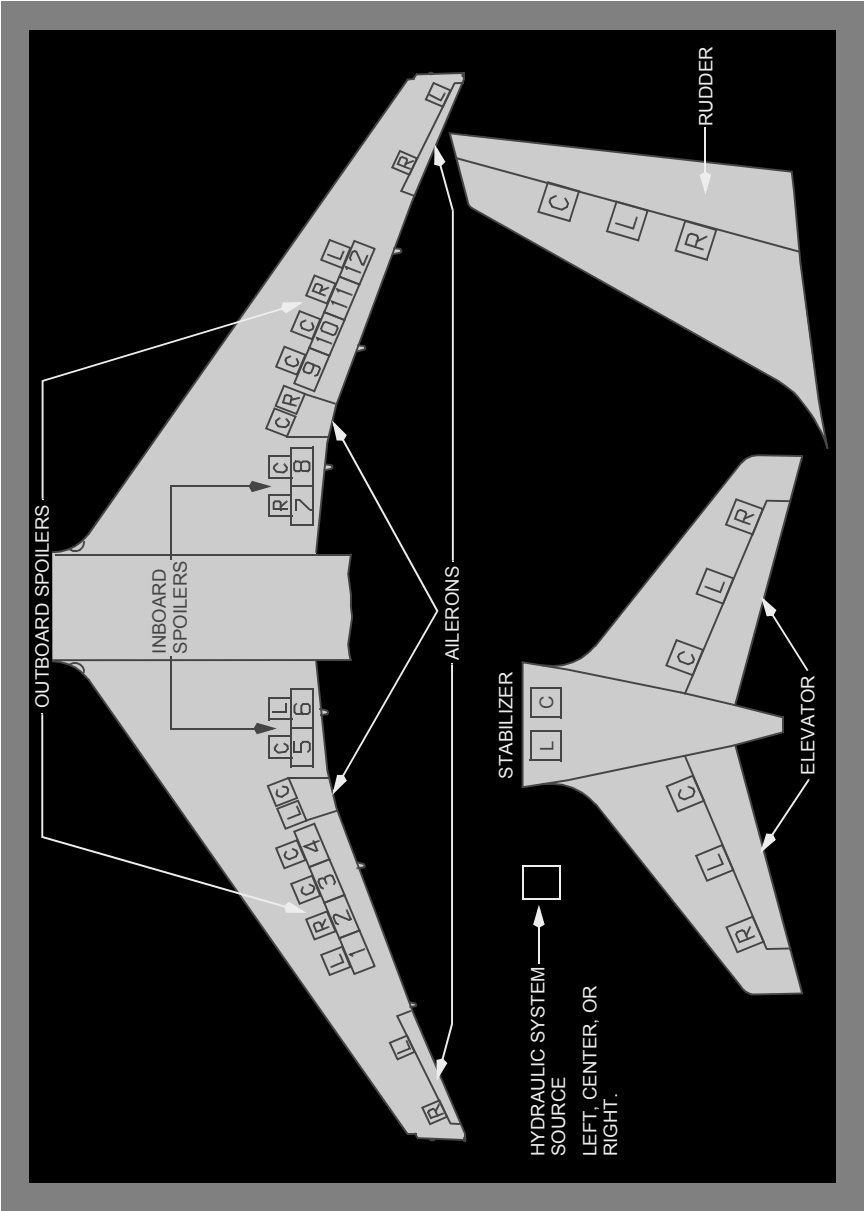 OUTBOARD SPOILERS
INBOARD
SPOILERS
L C
C L
R C
C R
5 6
7 8
L R C C
1 2 3 4
C C R L
9 10 11 12
R L
R L
AILERONS
RUDDER
R L C
STABILIZER
L C
R L C
C L R
ELEVATOR
HYDRAULIC SYSTEM
SOURCE
LEFT, CENTER, OR
RIGHT.